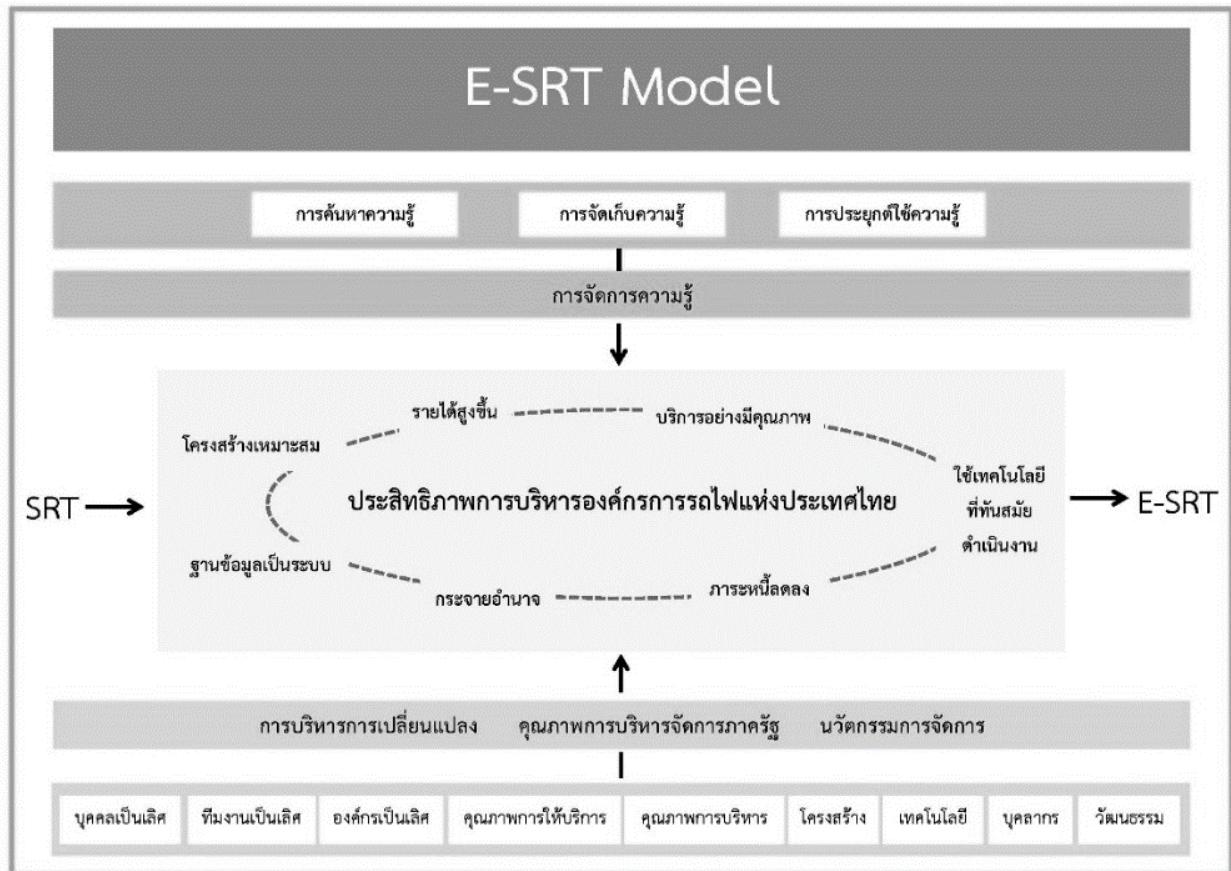 E-SRT Model
การค้นหาความรู้ การจัดเก็บความรู้ การประยุกต์ใช้ความรู้
การจัดการความรู้
รายได้สูงขึ้น บริการอย่างมีคุณภาพ
โครงสร้างเหมาะสม
ใช้เทคโนโลยี
ที่ทันสมัย
ดำเนินงาน
SRT ประสิทธิภาพการบริหารองค์กรการรถไฟแห่งประเทศไทย E-SRT
ฐานข้อมูลเป็นระบบ
กระจายอำนาจ ภาระหนี้ลดลง
การบริหารการเปลี่ยนแปลง คุณภาพการบริหารจัดการภาครัฐ นวัตกรรมการจัดการ
บุคคลเป็นเลิศ ทีมงานเป็นเลิศ องค์กรเป็นเลิศ คุณภาพการให้บริการ คุณภาพการบริหาร โครงสร้าง เทคโนโลยี บุคลากร วัฒนธรรม